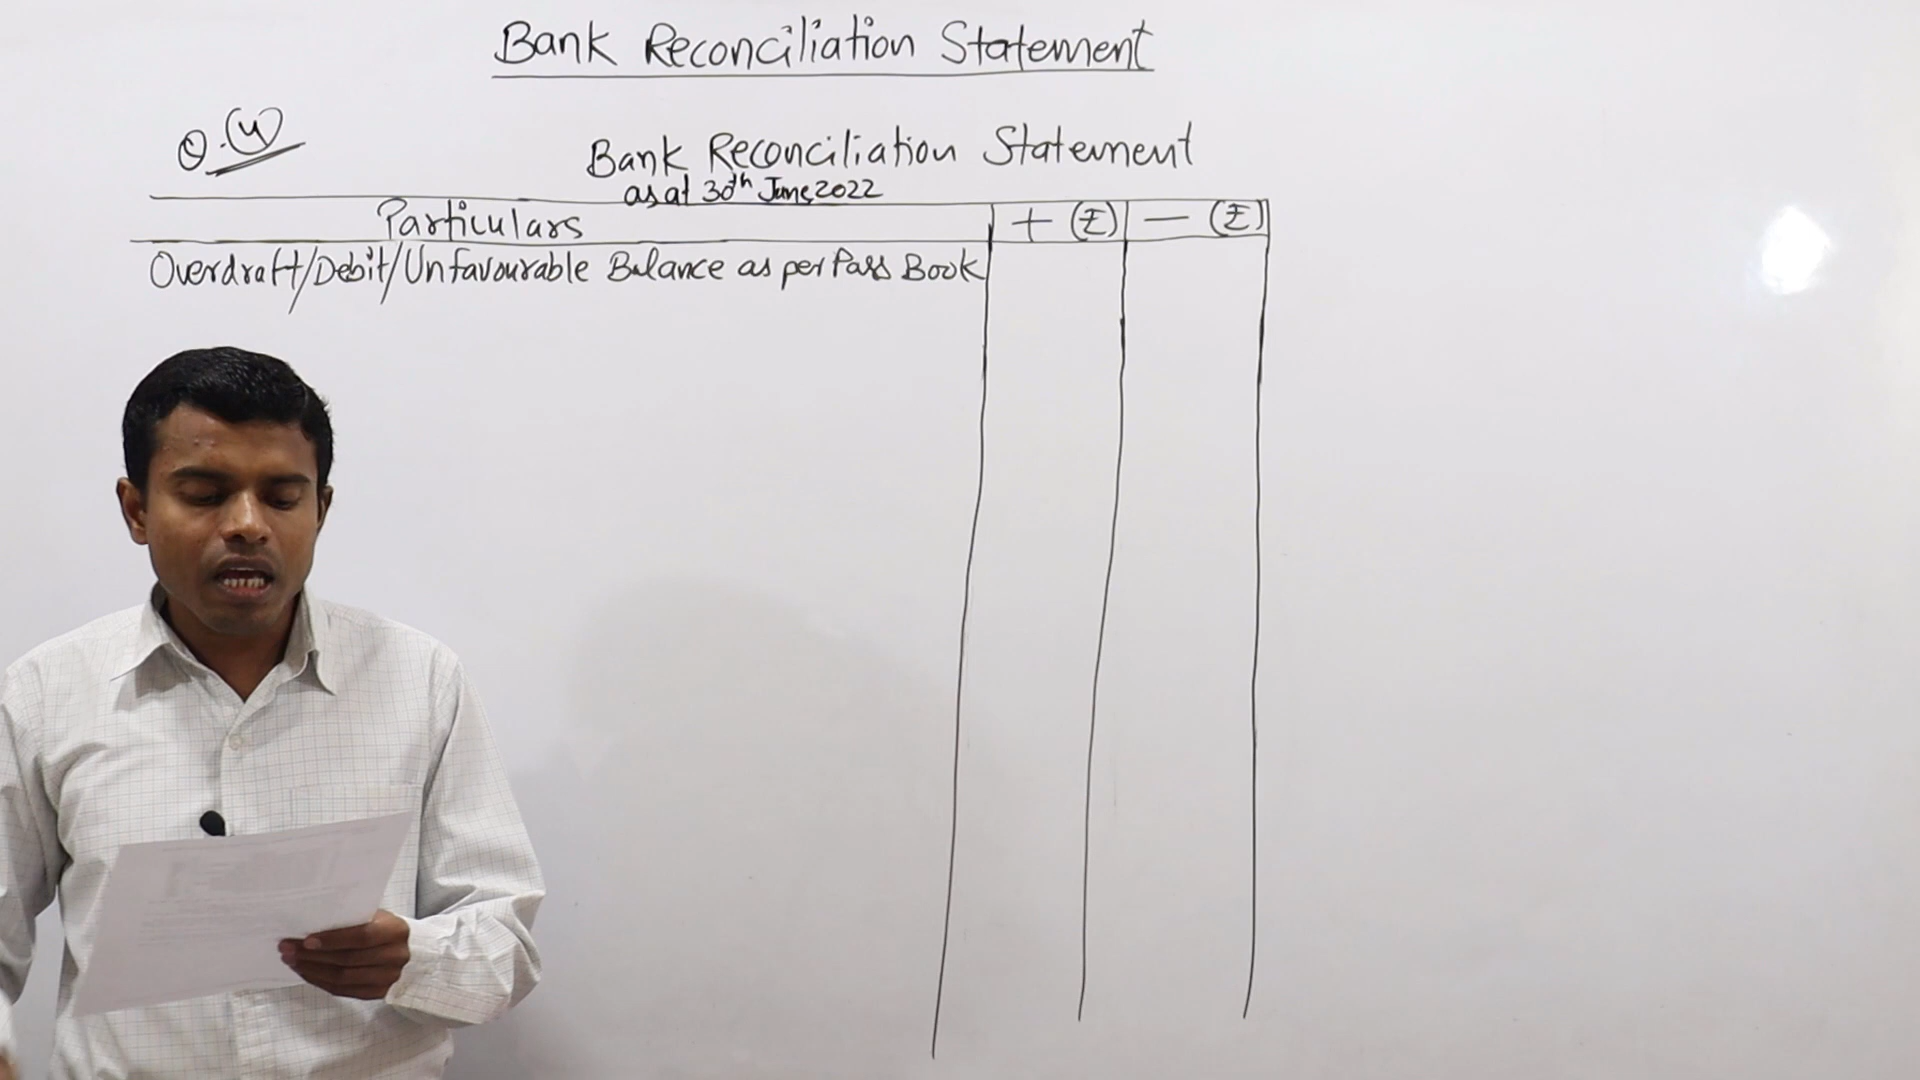 Bank Reconciliation Statement
Q.(4)
Bank Reconciliation Statement
as at 30th June, 2022
Particulars + (₹) — (₹)
Overdraft/Debit/Unfavourable Balance as per Pass Book